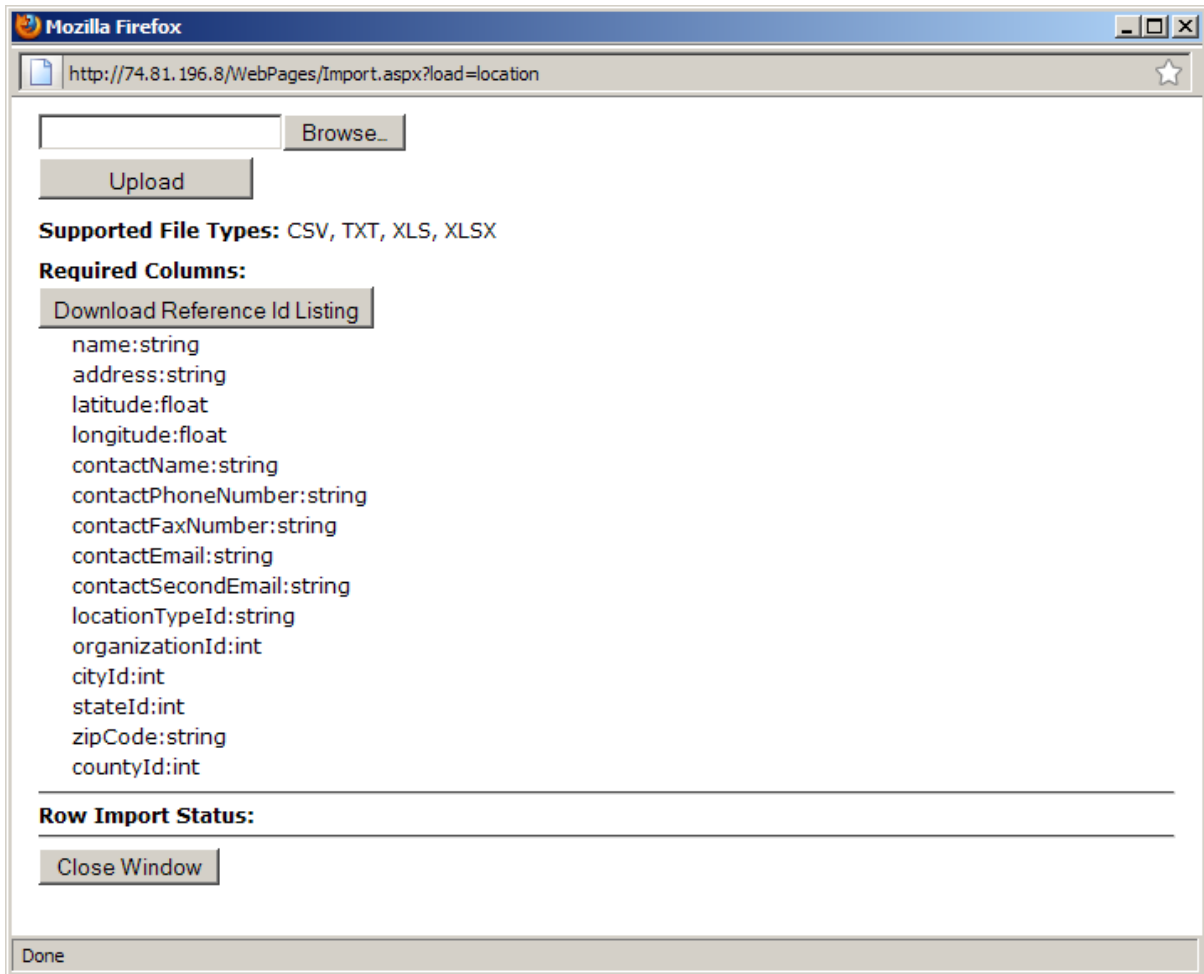 Mozilla Firefox
http://74.81.196.8/WebPages/Import.aspx?load=location
Browse...
Upload
Supported File Types: CSV, TXT, XLS, XLSX
Required Columns:
Download Reference Id Listing
name:string
address:string
latitude:float
longitude:float
contactName:string
contactPhoneNumber:string
contactFaxNumber:string
contactEmail:string
contactSecondEmail:string
locationTypeId:string
organizationId:int
cityId:int
stateId:int
zipCode:string
countyId:int
Row Import Status:
Close Window
Done